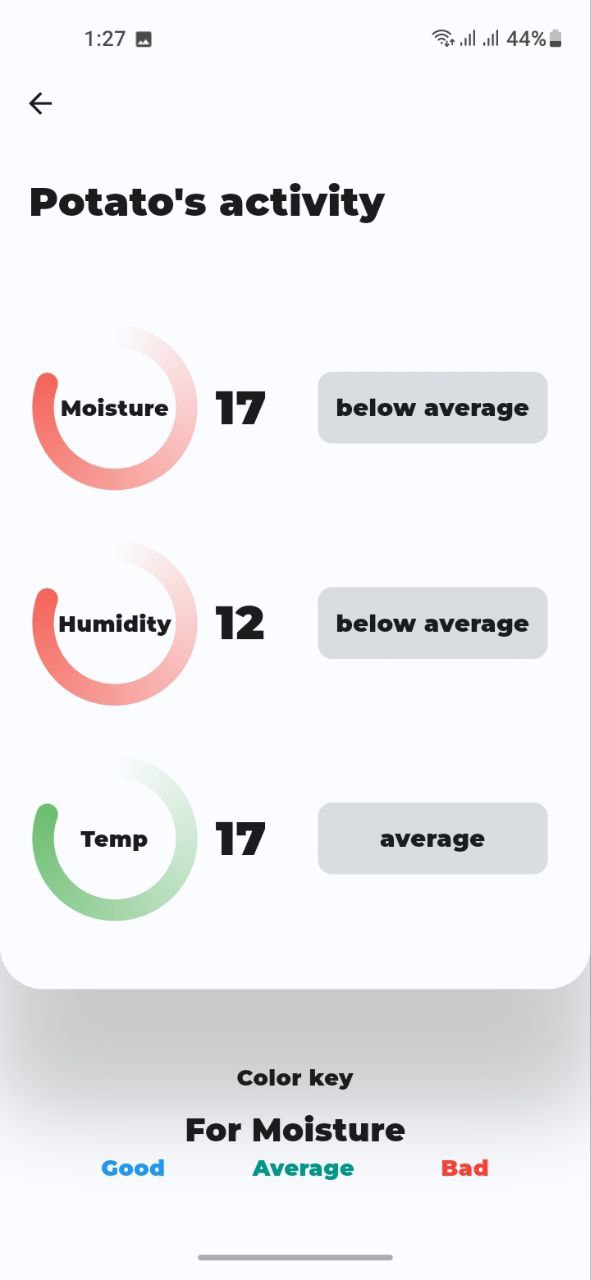 1:27 44%
Potato's activity
Moisture 17 below average
Humidity 12 below average
Temp 17 average
Color key
For Moisture
Good Average Bad